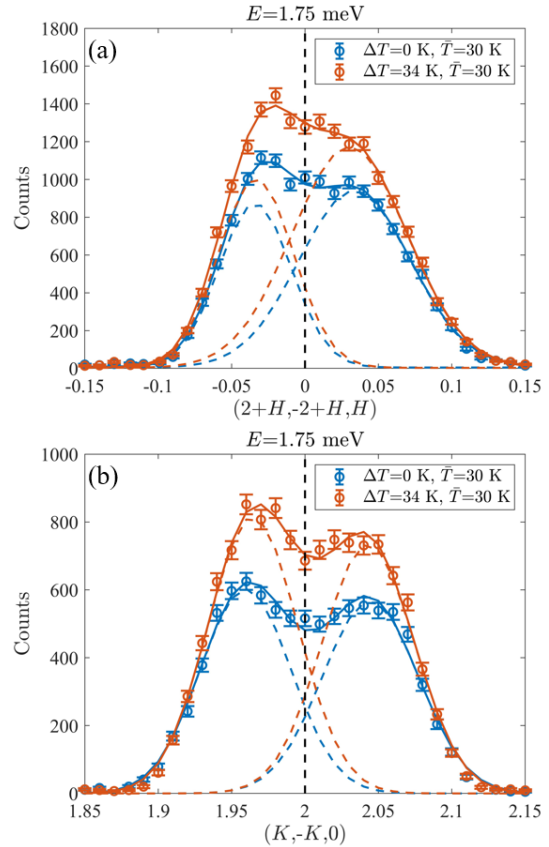 E=1.75 meV
(a)
ΔT=0 K, T̄=30 K
ΔT=34 K, T̄=30 K
1800
1600
1400
1200
1000
800
600
400
200
0
Counts
-0.15 -0.1 -0.05 0 0.05 0.1 0.15
(2+H,-2+H,H)
E=1.75 meV
(b)
ΔT=0 K, T̄=30 K
ΔT=34 K, T̄=30 K
1000
800
600
400
200
0
Counts
1.85 1.9 1.95 2 2.05 2.1 2.15
(K,-K,0)